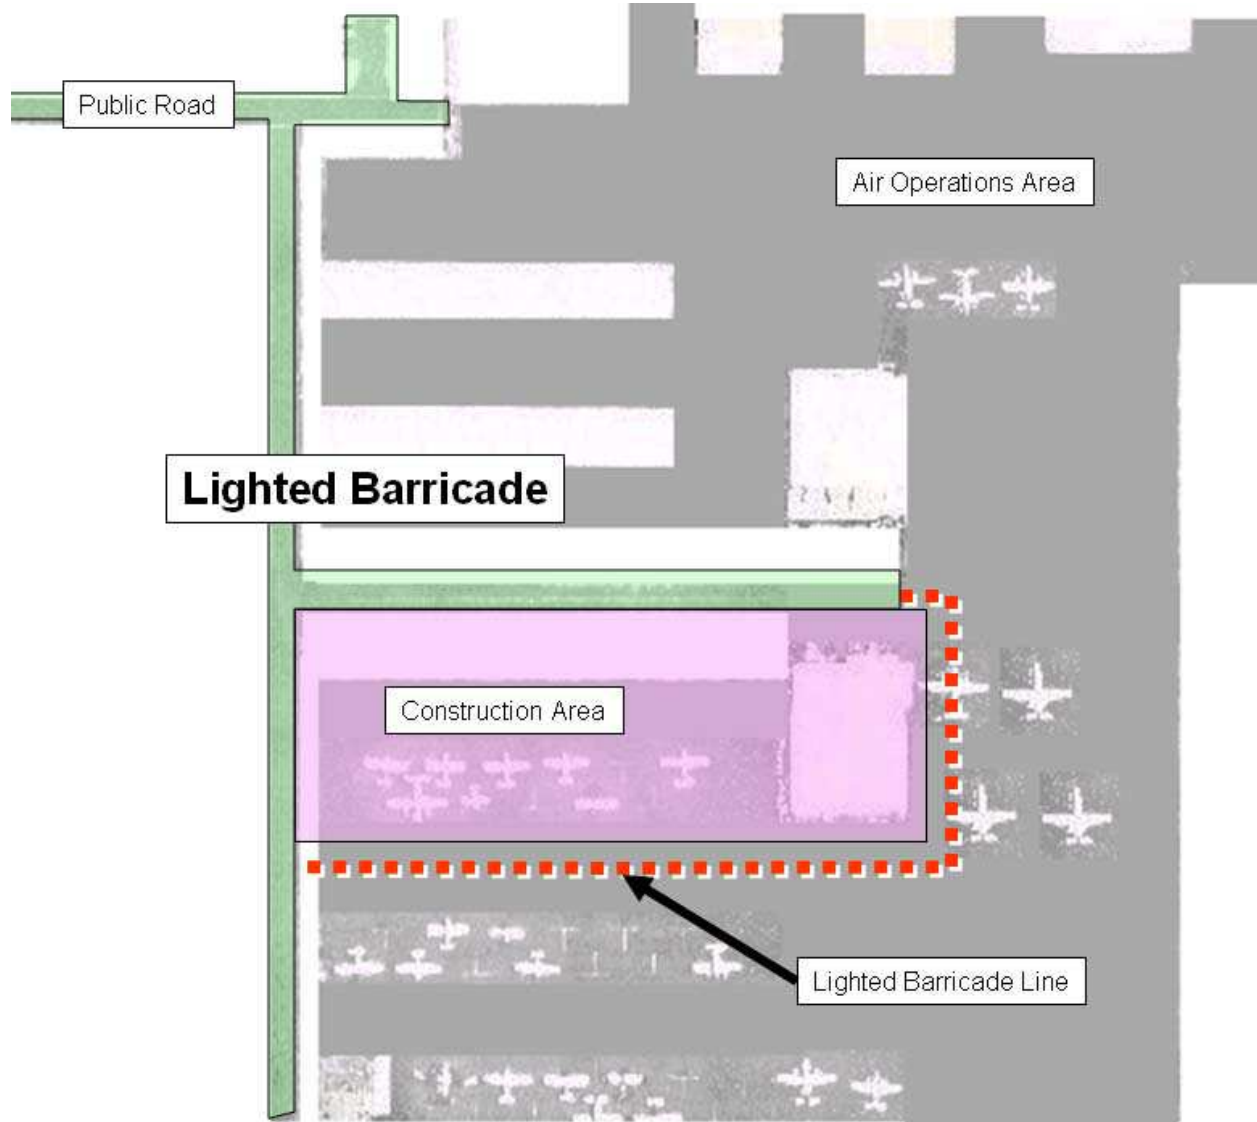 Public Road
Air Operations Area
Lighted Barricade
Construction Area
Lighted Barricade Line